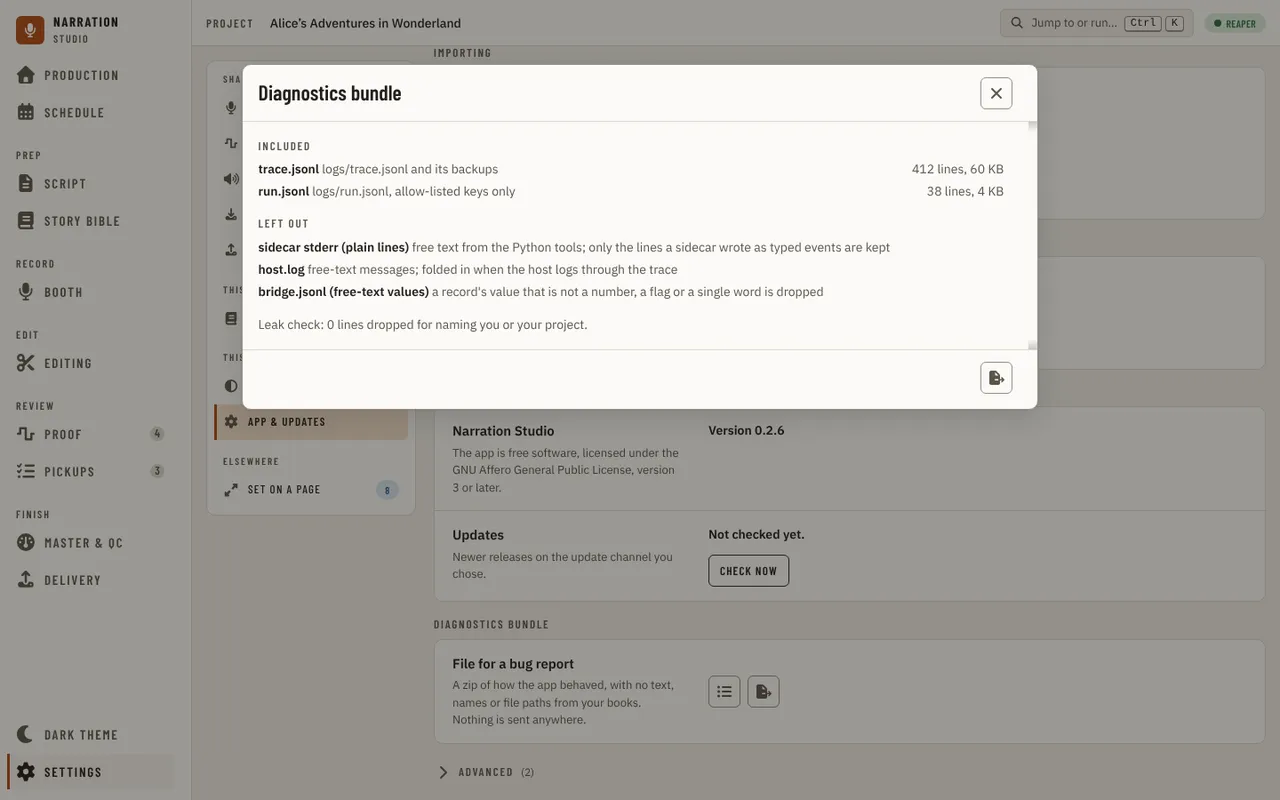 NARRATION
STUDIO
PRODUCTION
SCHEDULE
PREP
SCRIPT
STORY BIBLE
RECORD
BOOTH
EDIT
EDITING
REVIEW
PROOF 4
PICKUPS 3
FINISH
MASTER & QC
DELIVERY
DARK THEME
SETTINGS
PROJECT Alice's Adventures in Wonderland
Jump to or run... Ctrl K
REAPER
IMPORTING
SHA
THIS
THIS
APP & UPDATES
ELSEWHERE
SET ON A PAGE 8
Diagnostics bundle
INCLUDED
trace.jsonl logs/trace.jsonl and its backups 412 lines, 60 KB
run.jsonl logs/run.jsonl, allow-listed keys only 38 lines, 4 KB
LEFT OUT
sidecar stderr (plain lines) free text from the Python tools; only the lines a sidecar wrote as typed events are kept
host.log free-text messages; folded in when the host logs through the trace
bridge.jsonl (free-text values) a record's value that is not a number, a flag or a single word is dropped
Leak check: 0 lines dropped for naming you or your project.
Narration Studio Version 0.2.6
The app is free software, licensed under the
GNU Affero General Public License, version
3 or later.
Updates Not checked yet.
Newer releases on the update channel you
chose.
CHECK NOW
DIAGNOSTICS BUNDLE
File for a bug report
A zip of how the app behaved, with no text,
names or file paths from your books.
Nothing is sent anywhere.
ADVANCED (2)